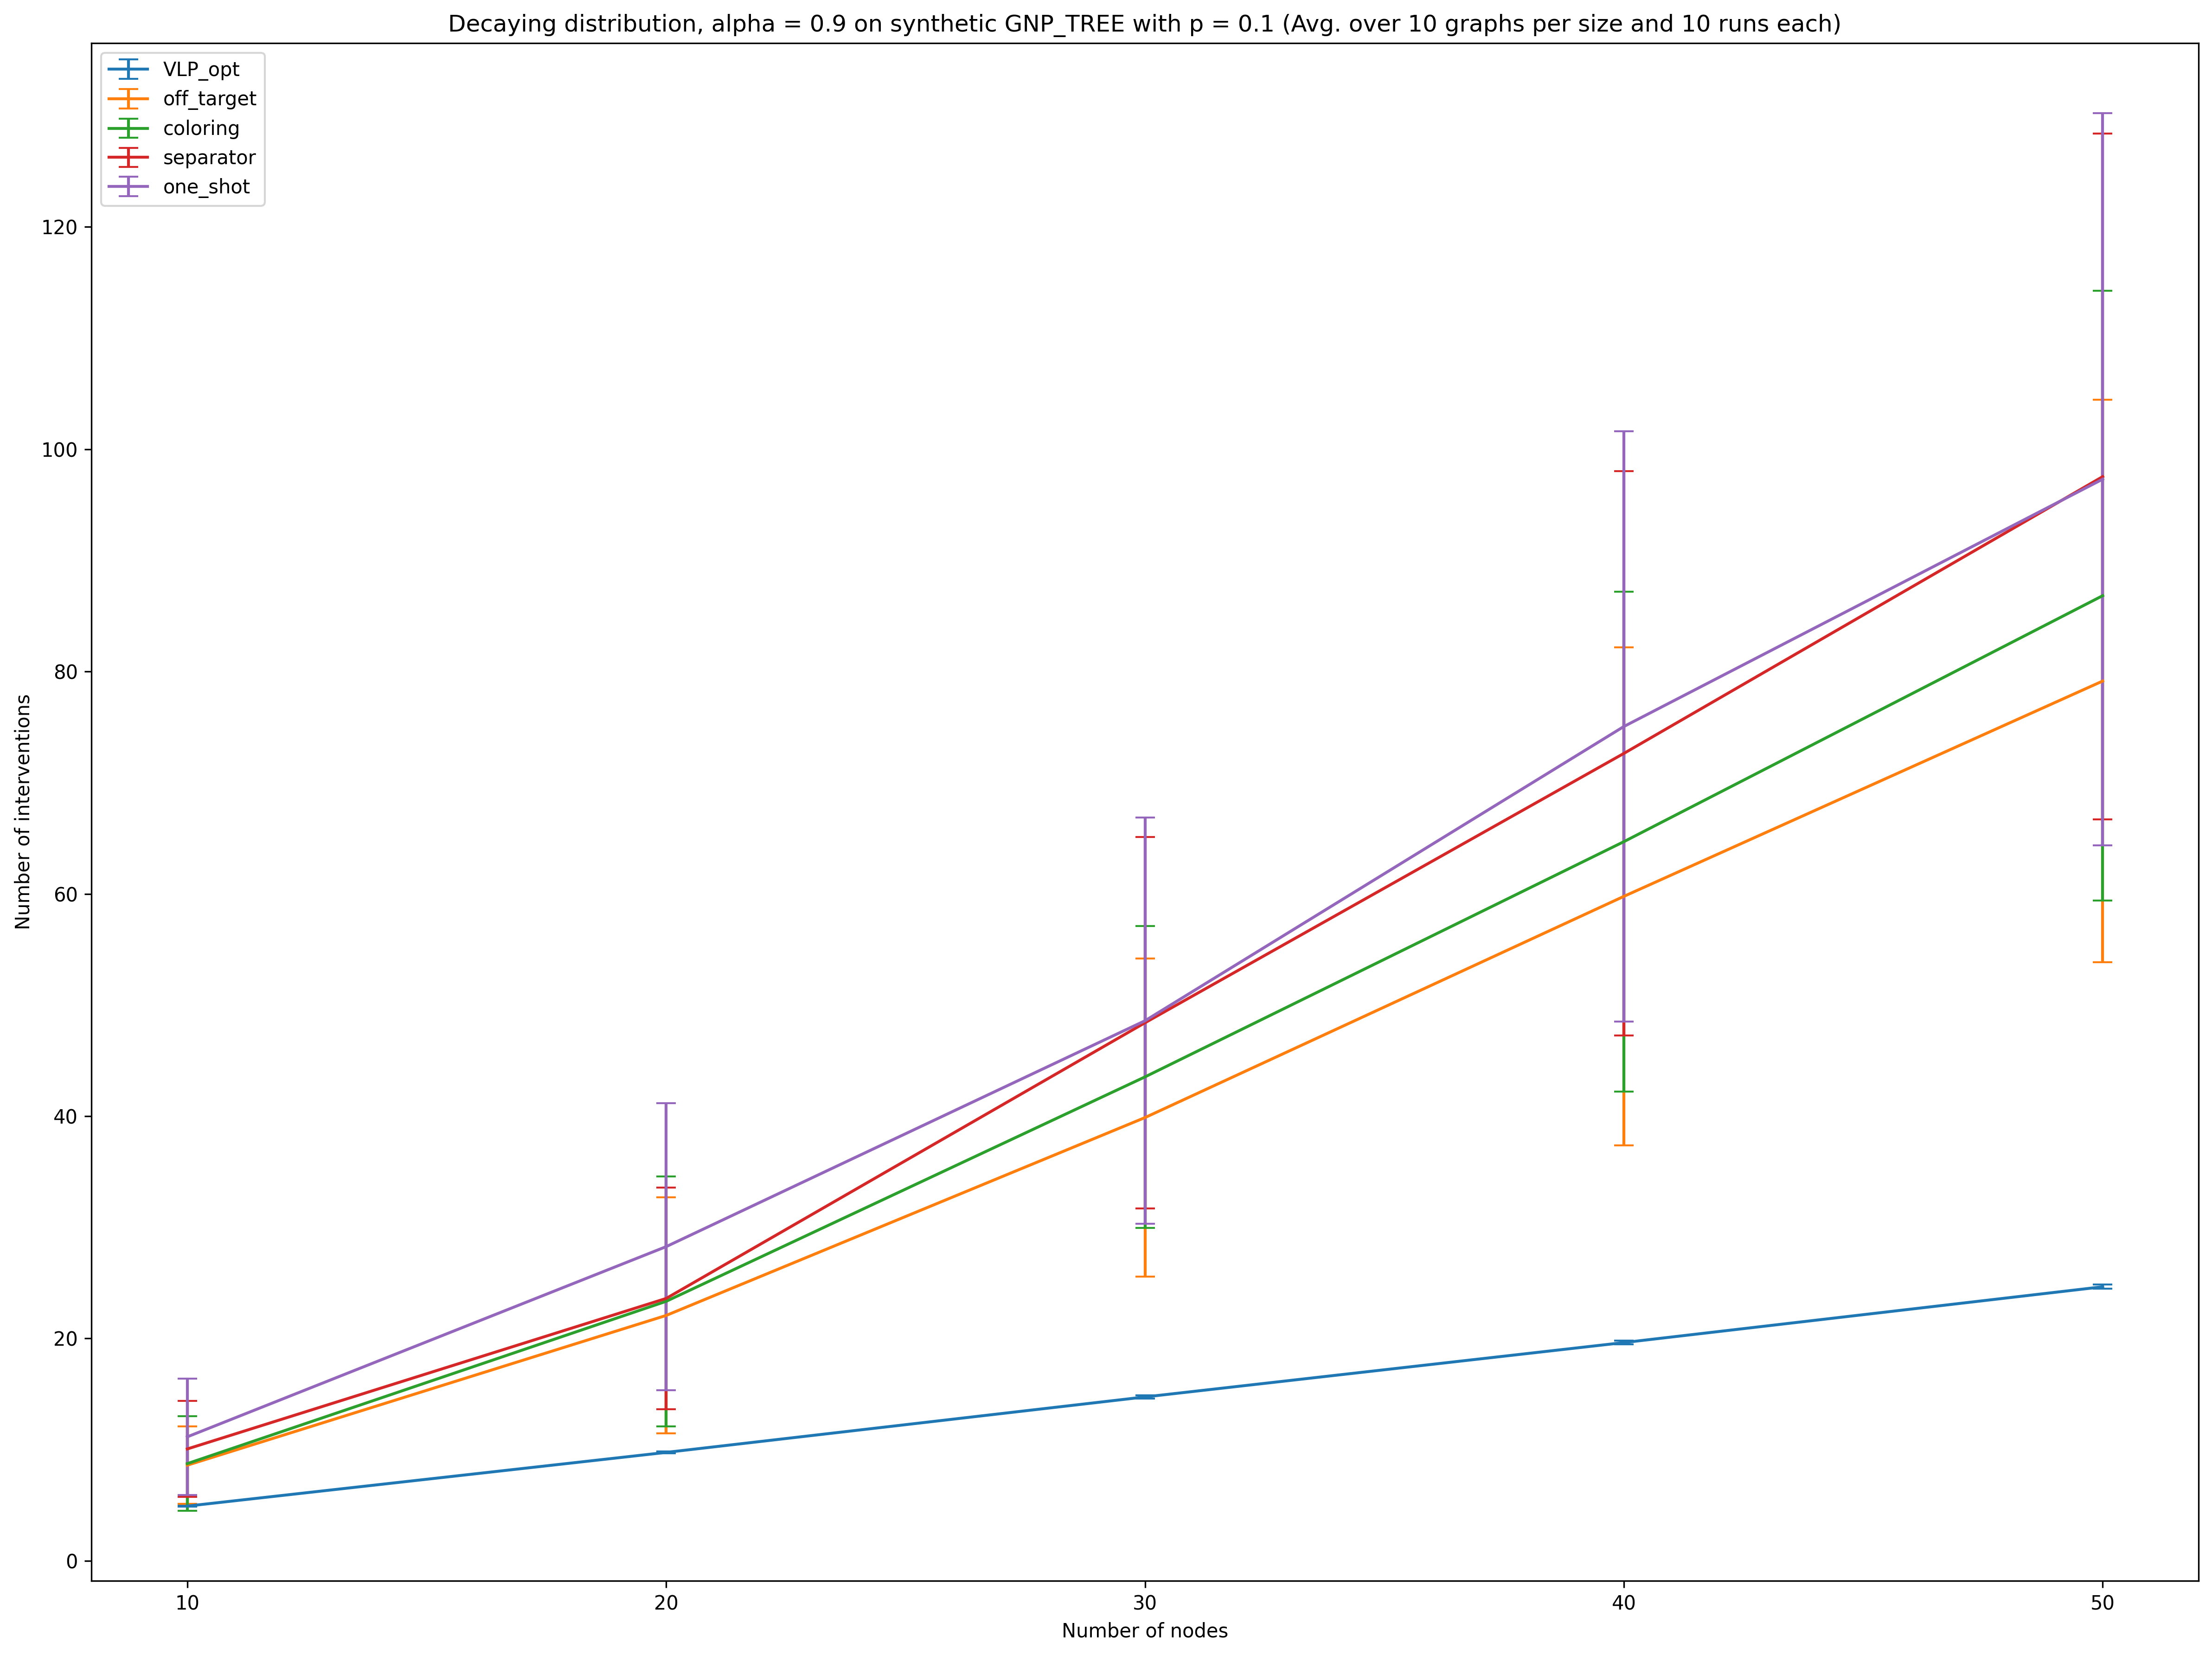 Decaying distribution, alpha = 0.9 on synthetic GNP_TREE with p = 0.1 (Avg. over 10 graphs per size and 10 runs each)
VLP_opt
off_target
coloring
separator
one_shot
120
100
80
60
40
20
0
Number of interventions
10 20 30 40 50
Number of nodes